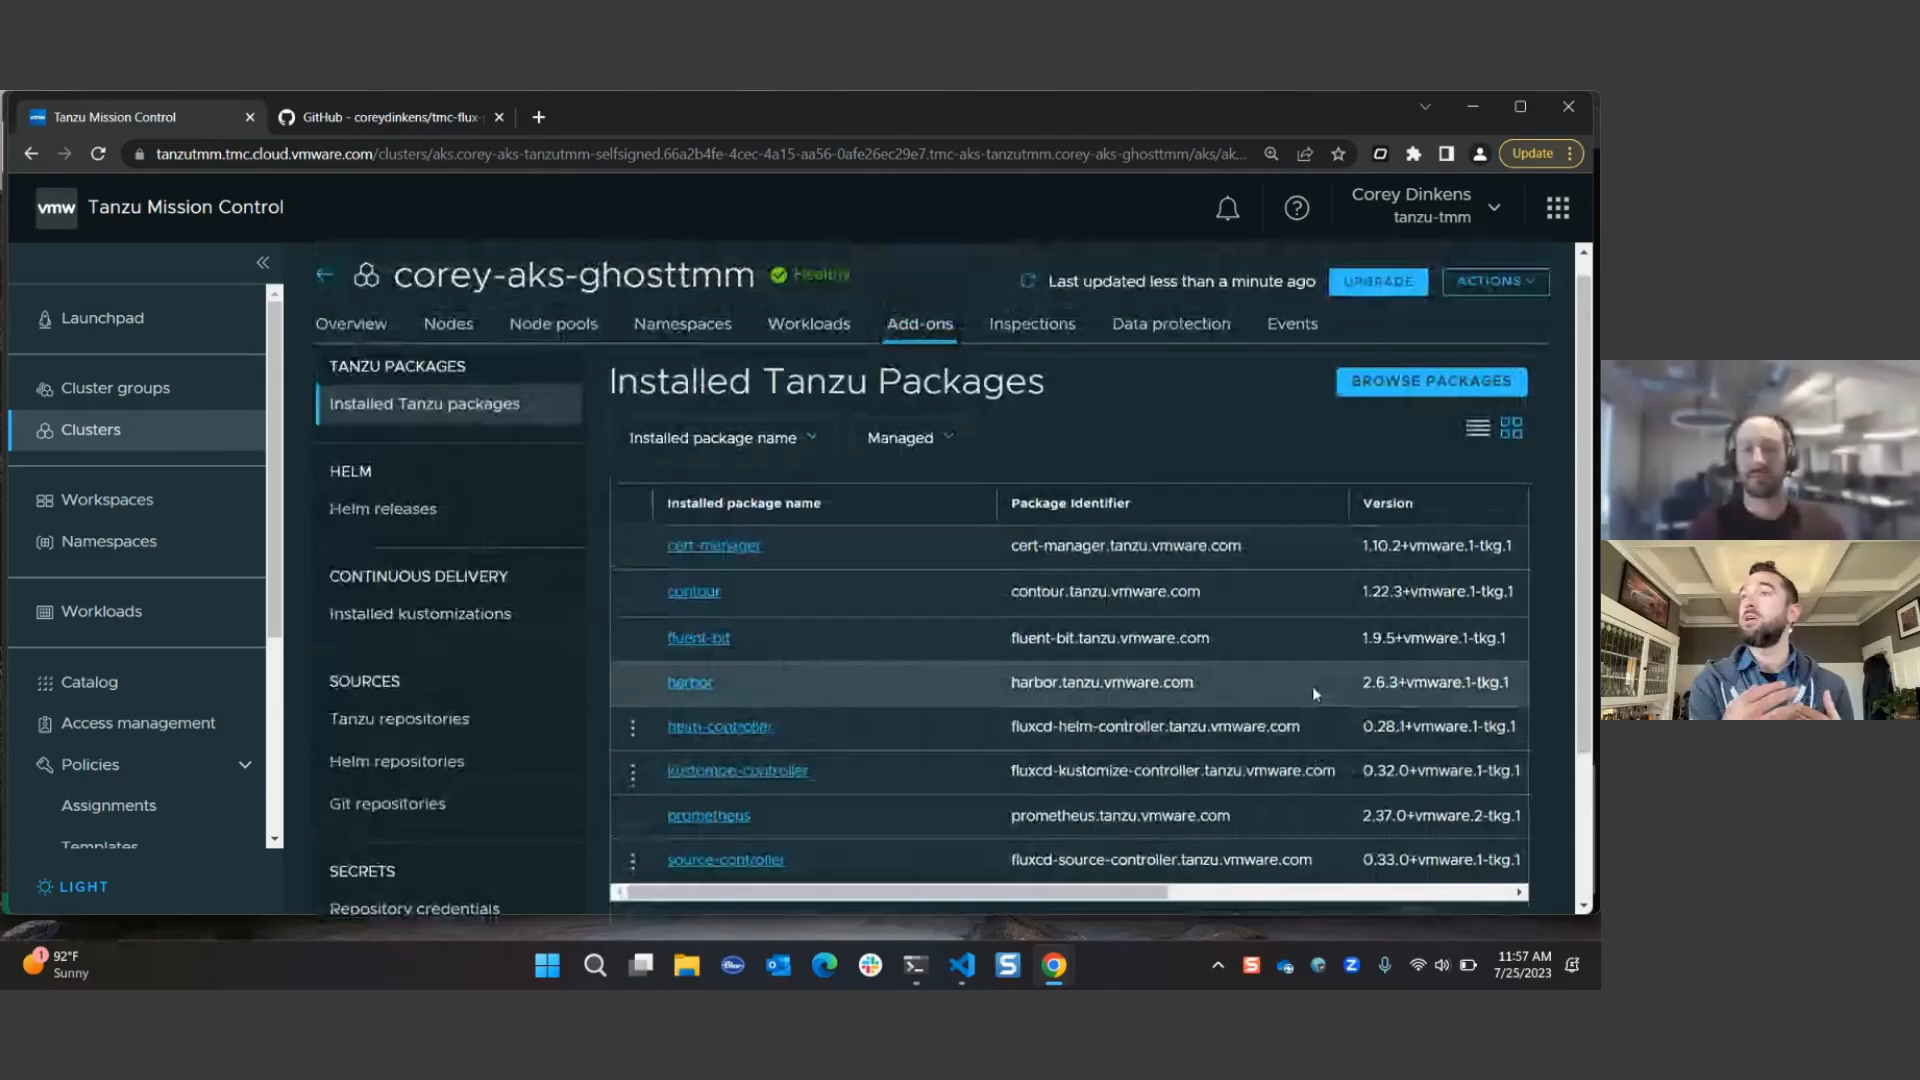 Tanzu Mission Control
GitHub - coreydinkens/tmc-flux-
tanzutmm.tmc.cloud.vmware.com/clusters/aks.corey-aks-tanzutmm-selfsigned.66a2b4fe-4cec-4a15-aa56-0afe26ec29e7.tmc-aks-tanzutmm.corey-aks-ghosttmm/aks/ak...
Update
vmw Tanzu Mission Control
Corey Dinkens
tanzu-tmm
Launchpad
Cluster groups
Clusters
Workspaces
Namespaces
Workloads
Catalog
Access management
Policies
Assignments
Templates
LIGHT
corey-aks-ghosttmm
Healthy
Last updated less than a minute ago
UPGRADE
ACTIONS
Overview
Nodes
Node pools
Namespaces
Workloads
Add-ons
Inspections
Data protection
Events
TANZU PACKAGES
Installed Tanzu packages
HELM
Helm releases
CONTINUOUS DELIVERY
Installed kustomizations
SOURCES
Tanzu repositories
Helm repositories
Git repositories
SECRETS
Repository credentials
Installed Tanzu Packages
BROWSE PACKAGES
Installed package name
Managed
Installed package name Package Identifier Version
cert-manager cert-manager.tanzu.vmware.com 1.10.2+vmware.1-tkg.1
contour contour.tanzu.vmware.com 1.22.3+vmware.1-tkg.1
fluent-bit fluent-bit.tanzu.vmware.com 1.9.5+vmware.1-tkg.1
harbor harbor.tanzu.vmware.com 2.6.3+vmware.1-tkg.1
helm-controller fluxcd-helm-controller.tanzu.vmware.com 0.28.1+vmware.1-tkg.1
kustomize-controller fluxcd-kustomize-controller.tanzu.vmware.com 0.32.0+vmware.1-tkg.1
prometheus prometheus.tanzu.vmware.com 2.37.0+vmware.2-tkg.1
source-controller fluxcd-source-controller.tanzu.vmware.com 0.33.0+vmware.1-tkg.1
1
92°F
Sunny
11:57 AM
7/25/2023